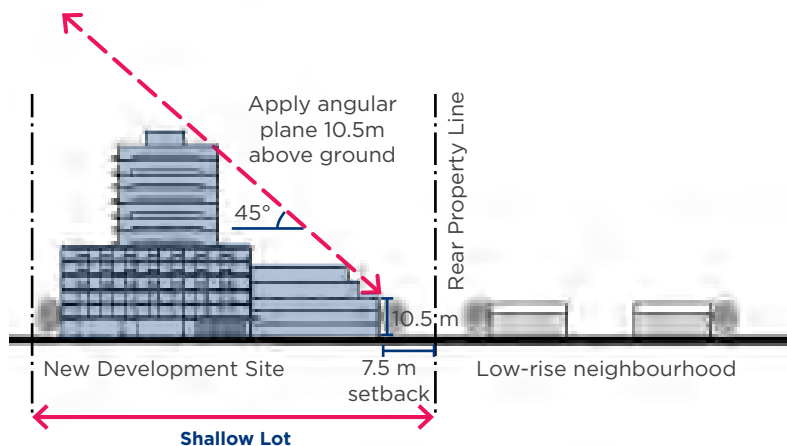 Apply angular
plane 10.5m
above ground
Rear Property Line
45°
10.5 m
New Development Site
7.5 m
setback
Low-rise neighbourhood
Shallow Lot